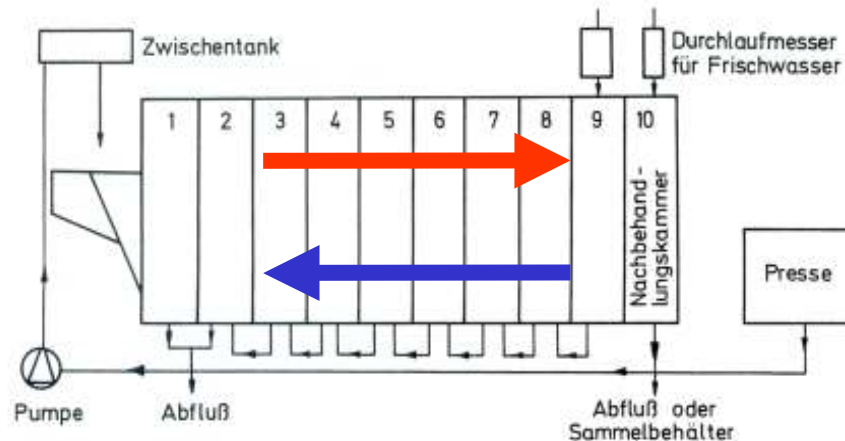 Zwischentank
Durchlaufmesser
für Frischwasser
1 2 3 4 5 6 7 8 9 10
Nachbehand-
lungskammer
Presse
Pumpe
Abfluß
Abfluß oder
Sammelbehälter